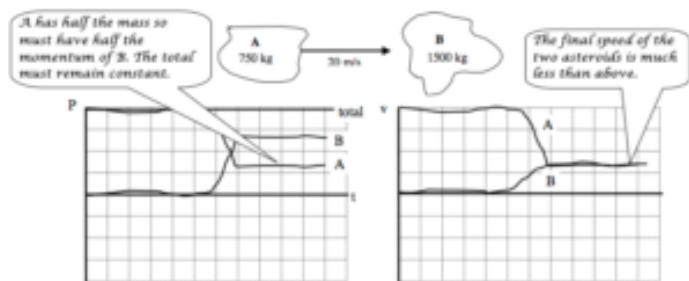 A has half the mass so
must have half the
momentum of B. The total
must remain constant.
A
750 kg
20 m/s
B
1500 kg
The final speed of the
two asteroids is much
less than above.
P
total
B
A
t
v
A
B